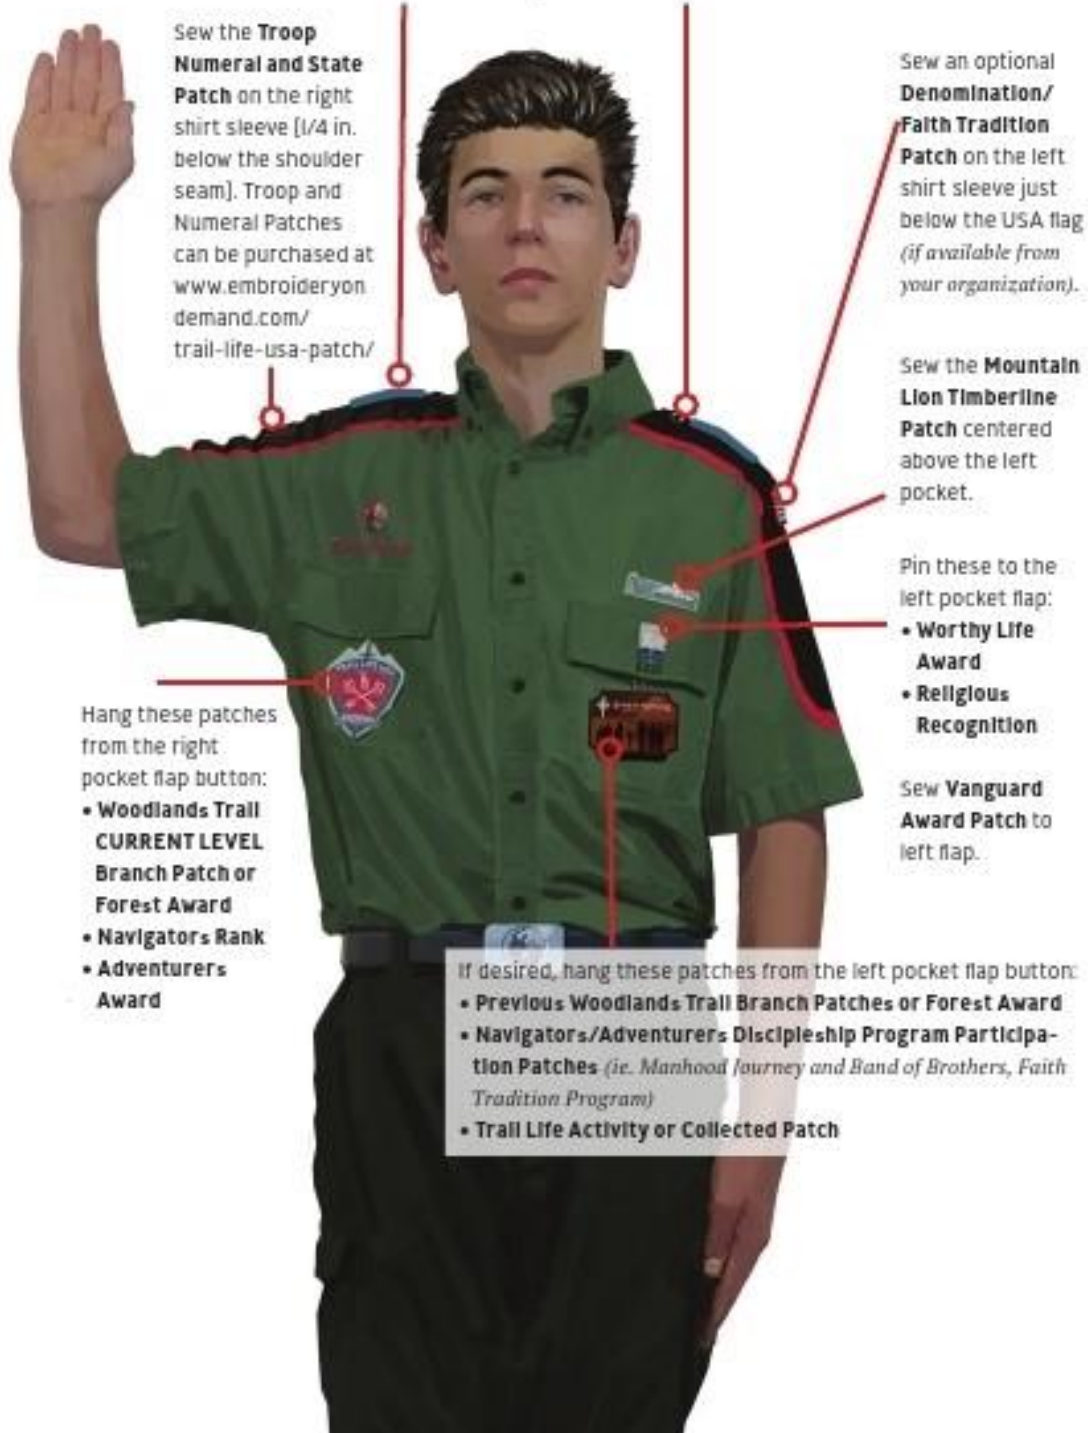 Sew the Troop
Numeral and State
Patch on the right
shirt sleeve [1/4 in.
below the shoulder
seam]. Troop and
Numeral Patches
can be purchased at
www.embroideryon
demand.com/
trail-life-usa-patch/
Sew an optional
Denomination/
Faith Tradition
Patch on the left
shirt sleeve just
below the USA flag
(if available from
your organization).
Sew the Mountain
Lion Timberline
Patch centered
above the left
pocket.
Pin these to the
left pocket flap:
• Worthy Life
Award
• Religious
Recognition
Sew Vanguard
Award Patch to
left flap.
Hang these patches
from the right
pocket flap button:
• Woodlands Trail
CURRENT LEVEL
Branch Patch or
Forest Award
• Navigators Rank
• Adventurers
Award
If desired, hang these patches from the left pocket flap button:
• Previous Woodlands Trail Branch Patches or Forest Award
• Navigators/Adventurers Discipleship Program Participa-
tion Patches (ie. Manhood Journey and Band of Brothers, Faith
Tradition Program)
• Trail Life Activity or Collected Patch